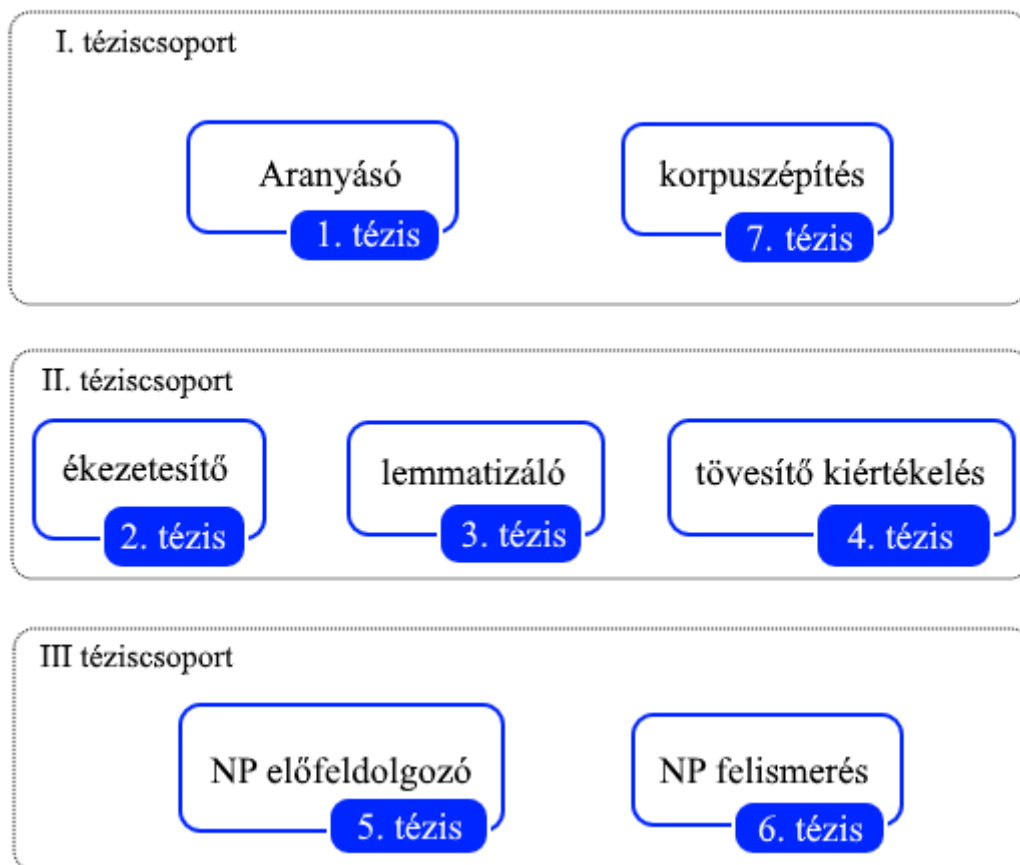 I. téziscsoport
Aranyásó
1. tézis
korpuszépítés
7. tézis
II. téziscsoport
ékezetesítő
2. tézis
lemmatizáló
3. tézis
tövesítő kiértékelés
4. tézis
III téziscsoport
NP előfeldolgozó
5. tézis
NP felismerés
6. tézis